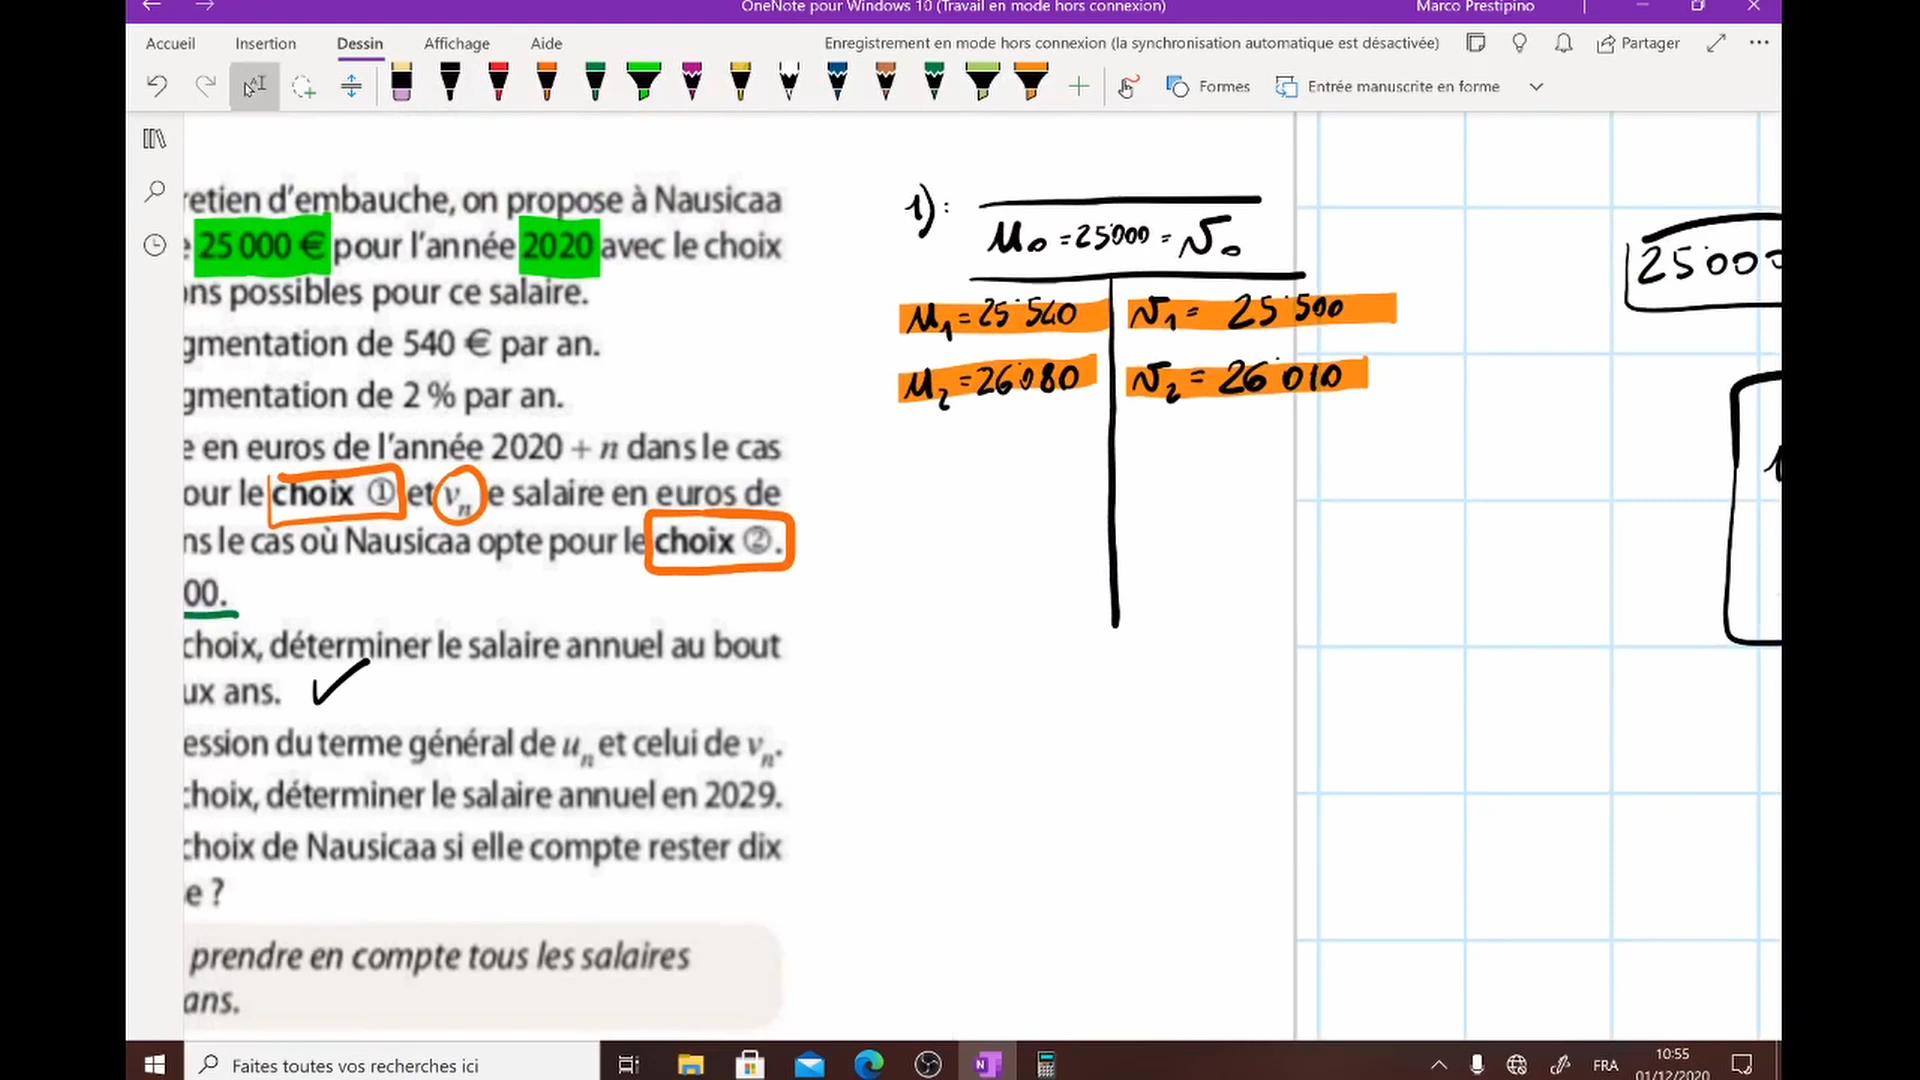 OneNote pour Windows 10 (Travail en mode hors connexion)
Marco Prestipino
Accueil Insertion Dessin Affichage Aide
Enregistrement en mode hors connexion (la synchronisation automatique est désactivée)
Partager
Formes
Entrée manuscrite en forme
retien d'embauche, on propose à Nausicaa
e 25 000 € pour l'année 2020 avec le choix
ons possibles pour ce salaire.
gmentation de 540 € par an.
gmentation de 2 % par an.
e en euros de l'année 2020 + n dans le cas
our le choix ① et vn e salaire en euros de
ns le cas où Nausicaa opte pour le choix ②.
00.
choix, déterminer le salaire annuel au bout
ux ans.
ession du terme général de un et celui de vn.
choix, déterminer le salaire annuel en 2029.
choix de Nausicaa si elle compte rester dix
e ?
prendre en compte tous les salaires
ans.
1) :
u0 = 25'000 = v0
u1 = 25'540
v1 = 25'500
u2 = 26'080
v2 = 26'010
25'000
Faites toutes vos recherches ici
FRA
10:55
01/12/2020